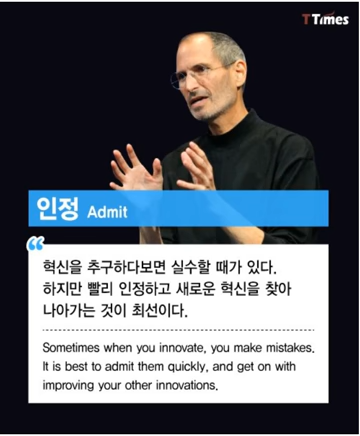 TTimes
인정 Admit
“
혁신을 추구하다보면 실수할 때가 있다.
하지만 빨리 인정하고 새로운 혁신을 찾아
나아가는 것이 최선이다.
Sometimes when you innovate, you make mistakes.
It is best to admit them quickly, and get on with
improving your other innovations.